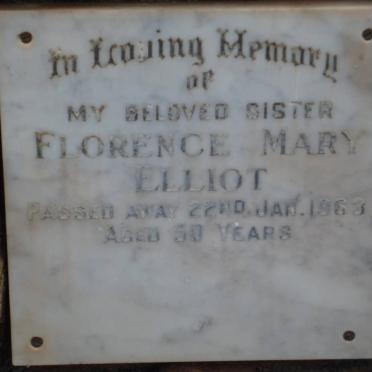 In Loving Memory
OF
MY BELOVED SISTER
FLORENCE MARY
ELLIOT
PASSED AWAY 22ND. JAN. 1963
AGED 50 YEARS